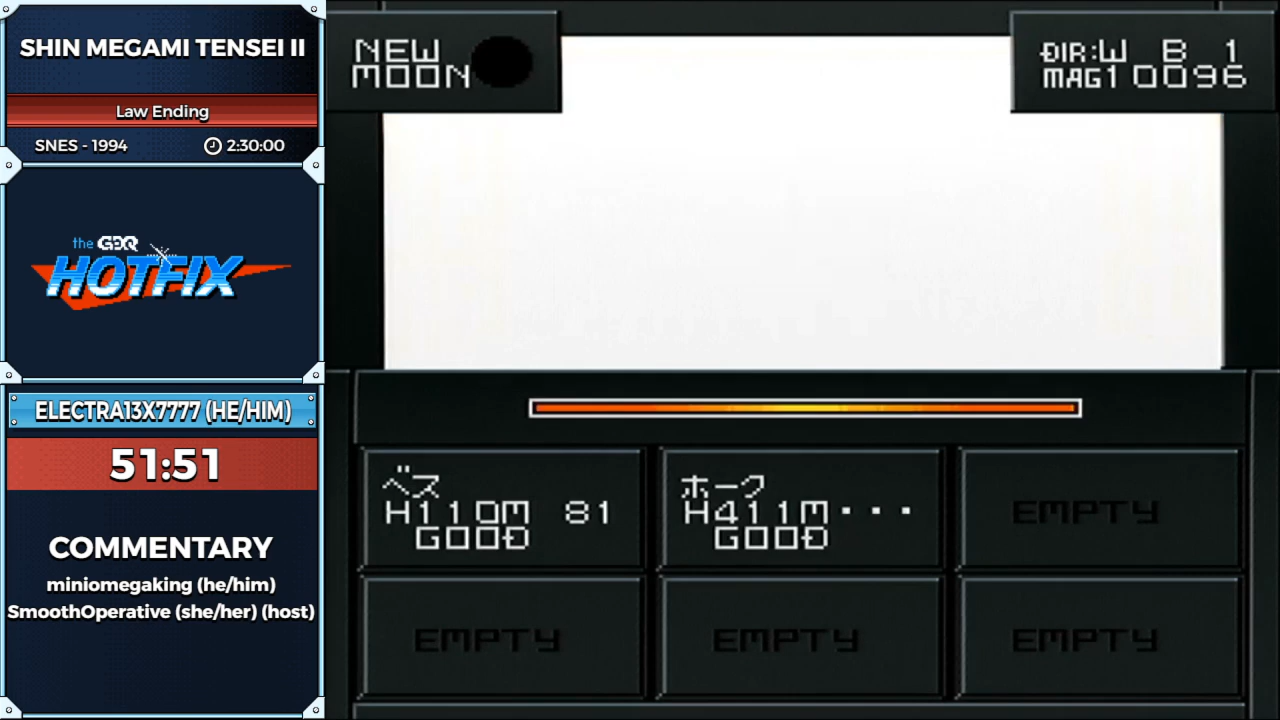 SHIN MEGAMI TENSEI II
Law Ending
SNES - 1994
2:30:00
the GDQ
HOTFIX
ELECTRA13X7777 (HE/HIM)
51:51
COMMENTARY
miniomegaking (he/him)
SmoothOperative (she/her) (host)
NEW
MOON
DIR:W B 1
MAG10096
ベス
H110M 81
GOOD
ホーク
H411M···
GOOD
EMPTY
EMPTY
EMPTY
EMPTY